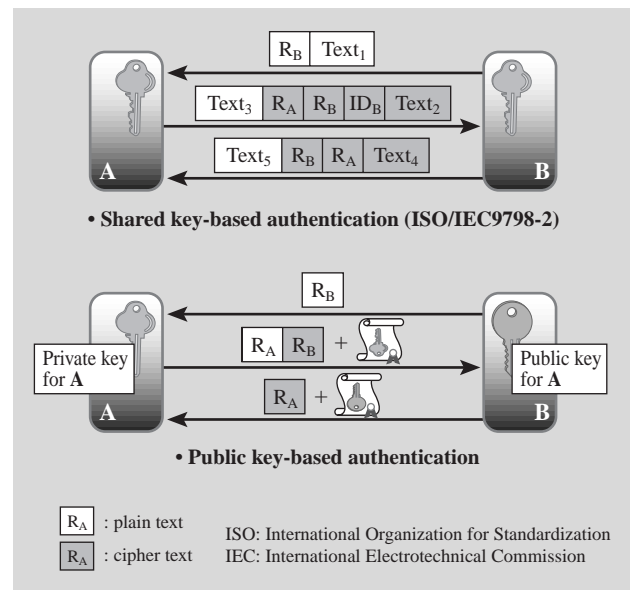 R_B Text_1
Text_3 R_A R_B ID_B Text_2
Text_5 R_B R_A Text_4
A
B
• Shared key-based authentication (ISO/IEC9798-2)
R_B
R_A R_B +
Private key
for A
Public key
for A
R_A +
A
B
• Public key-based authentication
R_A : plain text
R_A : cipher text
ISO: International Organization for Standardization
IEC: International Electrotechnical Commission